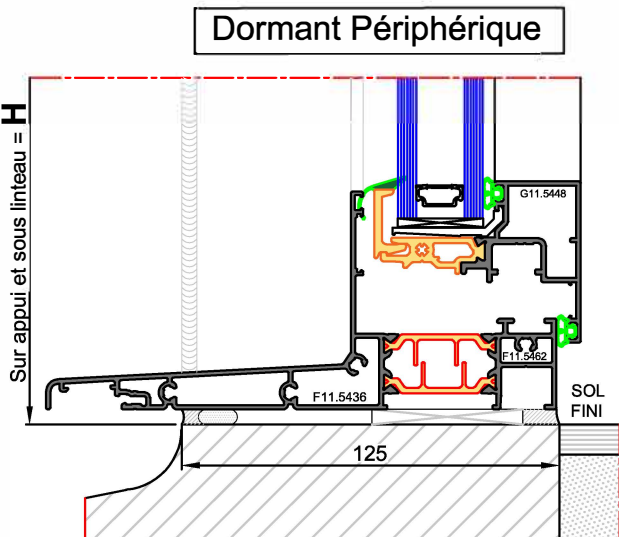 Dormant Périphérique
Sur appui et sous linteau = H
G11.5448
F11.5462
F11.5436
SOL
FINI
125